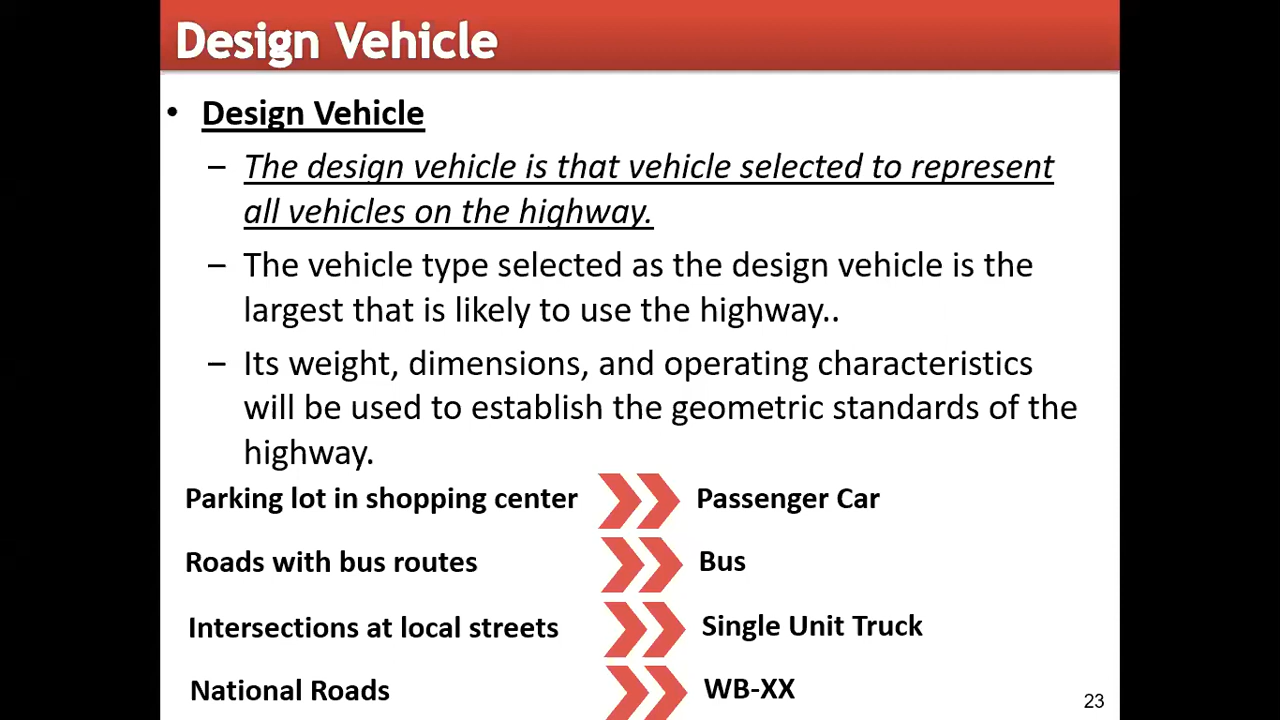 Design Vehicle
• Design Vehicle
– The design vehicle is that vehicle selected to represent
all vehicles on the highway.
– The vehicle type selected as the design vehicle is the
largest that is likely to use the highway..
– Its weight, dimensions, and operating characteristics
will be used to establish the geometric standards of the
highway.
Parking lot in shopping center Passenger Car
Roads with bus routes Bus
Intersections at local streets Single Unit Truck
National Roads WB-XX
23